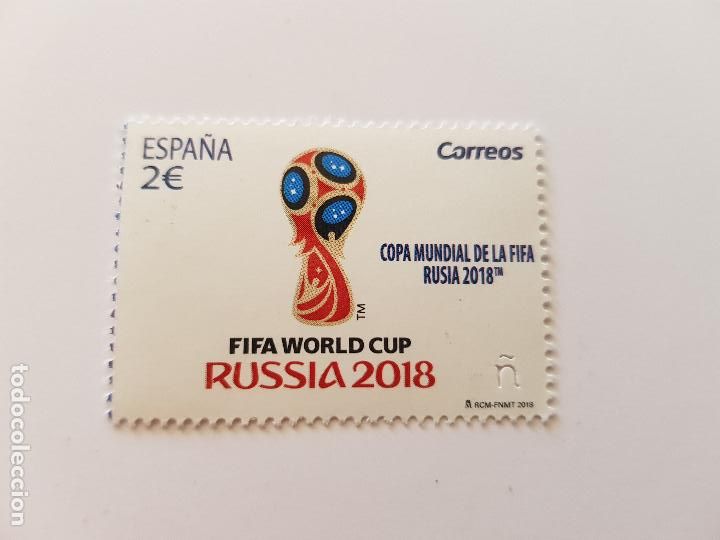 ESPAÑA
2€
Correos
COPA MUNDIAL DE LA FIFA
RUSIA 2018™
TM
FIFA WORLD CUP
RUSSIA 2018
ñ
RCM-FNMT 2018
todocoleccion